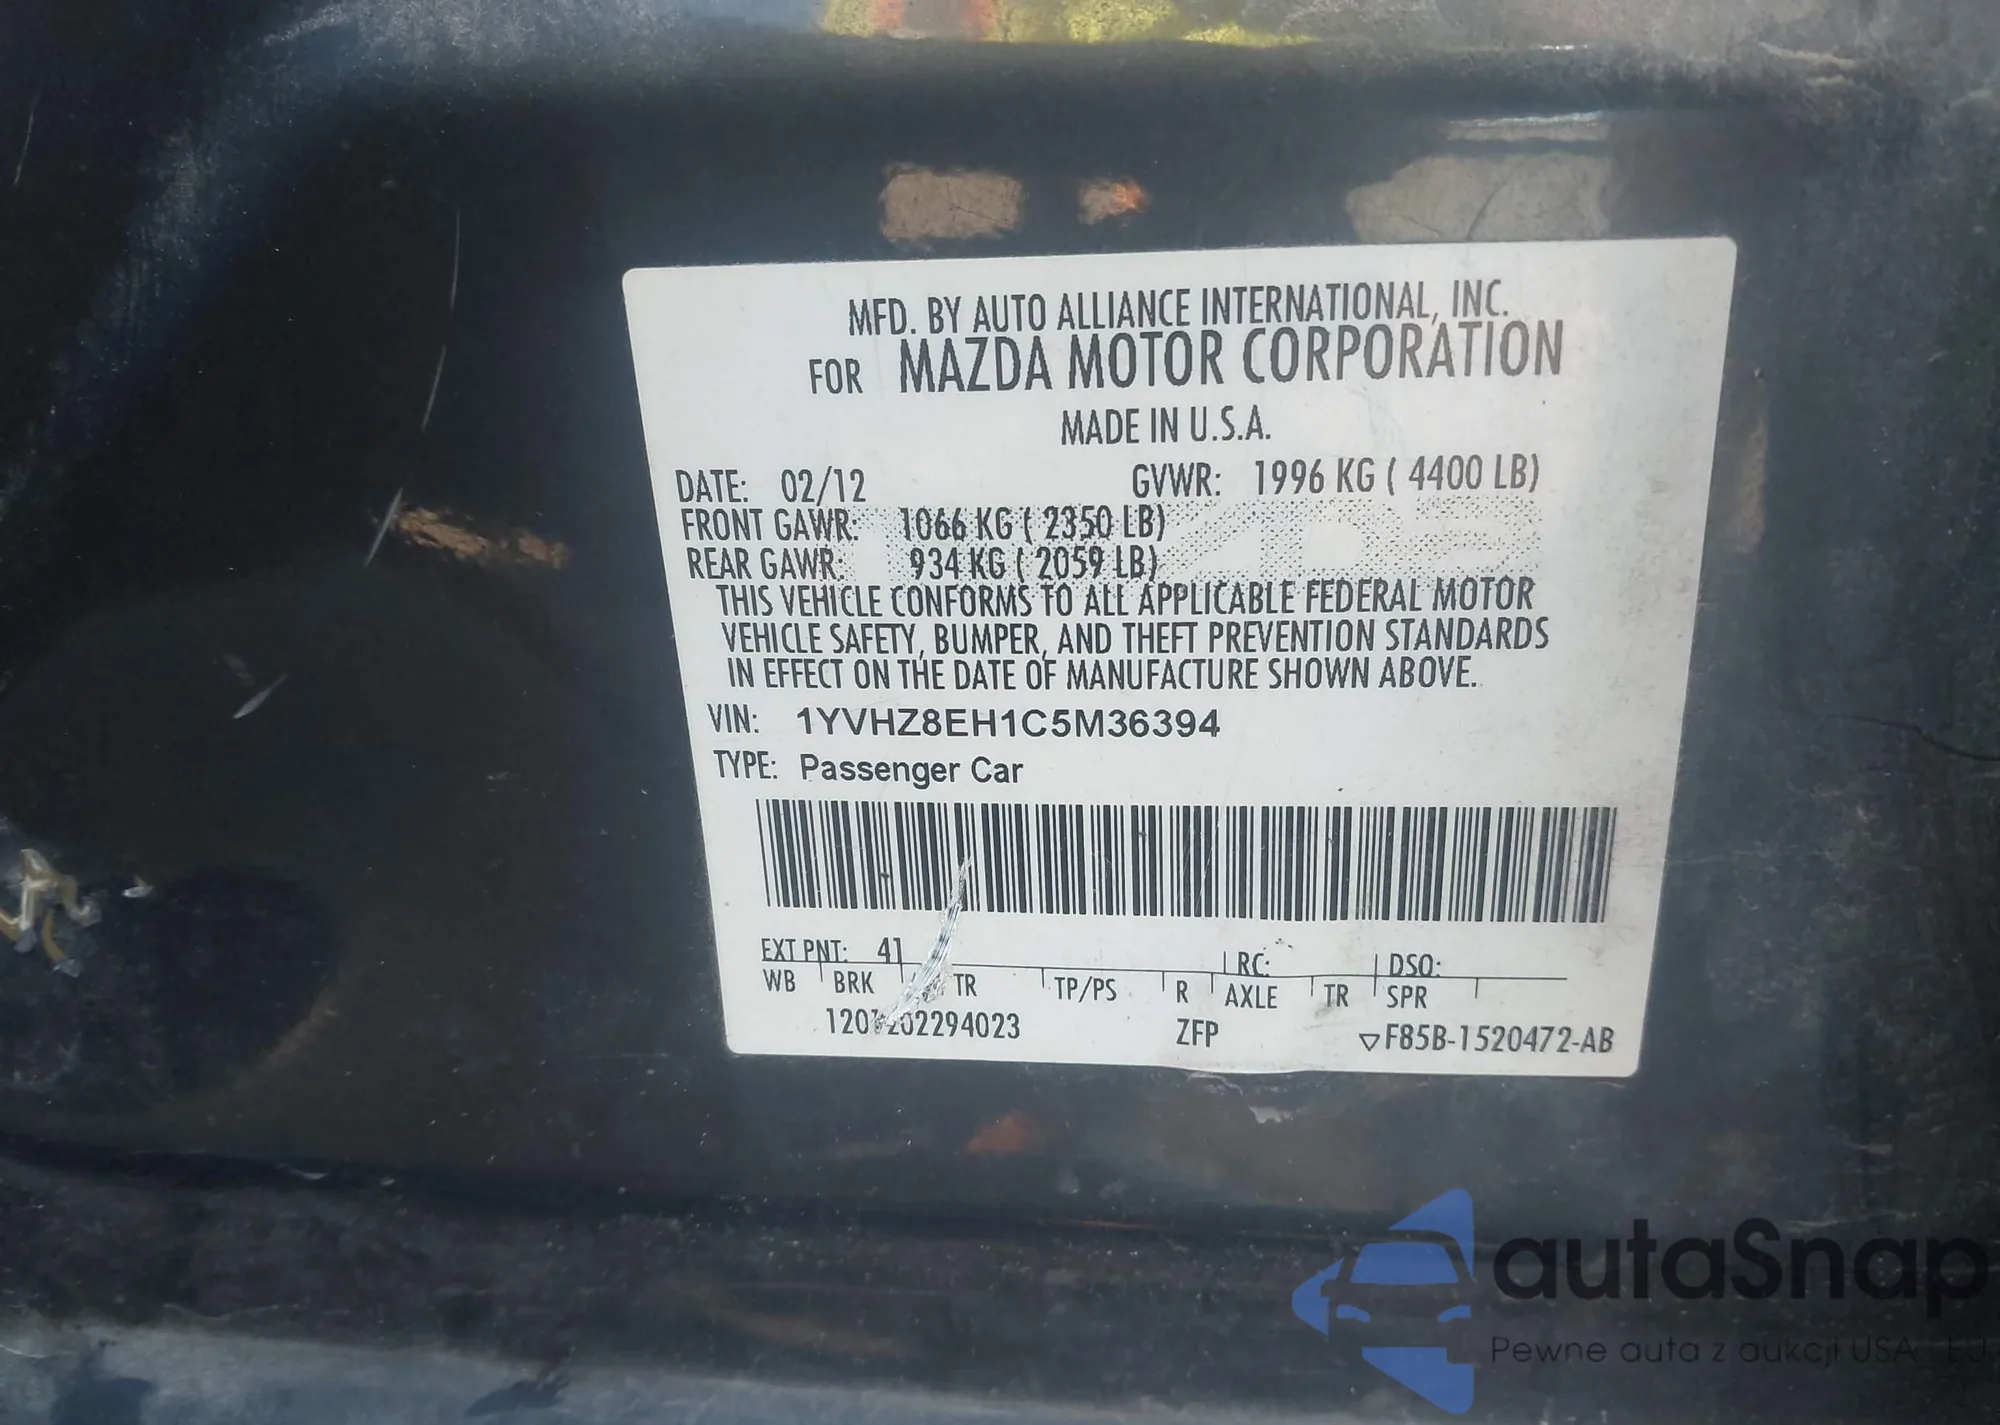 MFD. BY AUTO ALLIANCE INTERNATIONAL, INC.
FOR MAZDA MOTOR CORPORATION
MADE IN U.S.A.
DATE: 02/12 GVWR: 1996 KG ( 4400 LB)
FRONT GAWR: 1066 KG ( 2350 LB)
REAR GAWR: 934 KG ( 2059 LB)
THIS VEHICLE CONFORMS TO ALL APPLICABLE FEDERAL MOTOR
VEHICLE SAFETY, BUMPER, AND THEFT PREVENTION STANDARDS
IN EFFECT ON THE DATE OF MANUFACTURE SHOWN ABOVE.
VIN: 1YVHZ8EH1C5M36394
TYPE: Passenger Car
EXT PNT: 41 RC: DSO:
WB BRK TR TP/PS R AXLE TR SPR
ZFP ▽F85B-1520472-AB
autaSnap
Pewne auta z aukcji USA